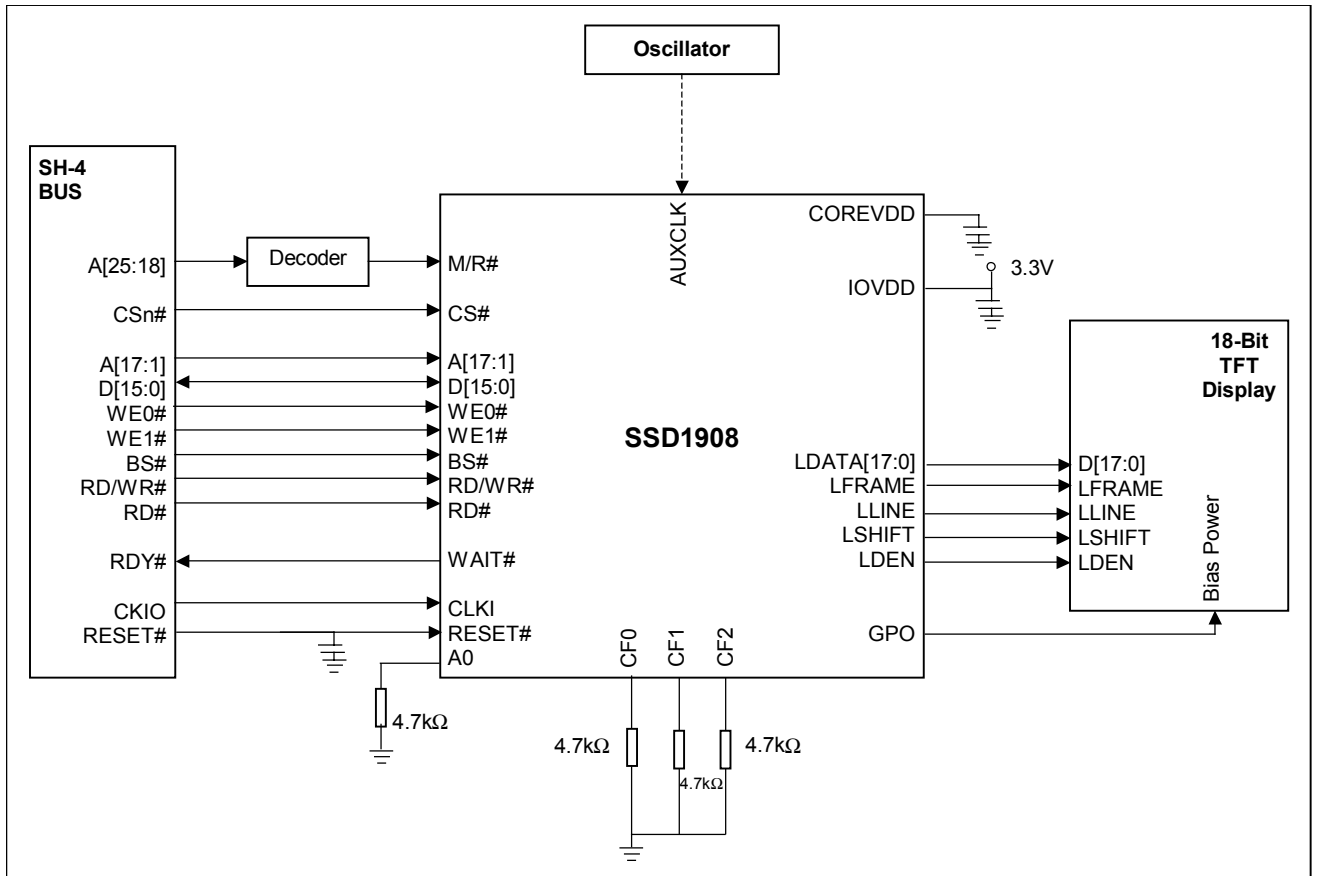 Oscillator
SH-4
BUS
A[25:18]
CSn#
A[17:1]
D[15:0]
WE0#
WE1#
BS#
RD/WR#
RD#
RDY#
CKIO
RESET#
Decoder
M/R#
CS#
A[17:1]
D[15:0]
WE0#
WE1#
BS#
RD/WR#
RD#
WAIT#
CLKI
RESET#
A0
4.7kΩ
AUXCLK
SSD1908
CF0
CF1
CF2
4.7kΩ
4.7kΩ
4.7kΩ
COREVDD
IOVDD
3.3V
LDATA[17:0]
LFRAME
LLINE
LSHIFT
LDEN
GPO
18-Bit
TFT
Display
D[17:0]
LFRAME
LLINE
LSHIFT
LDEN
Bias Power